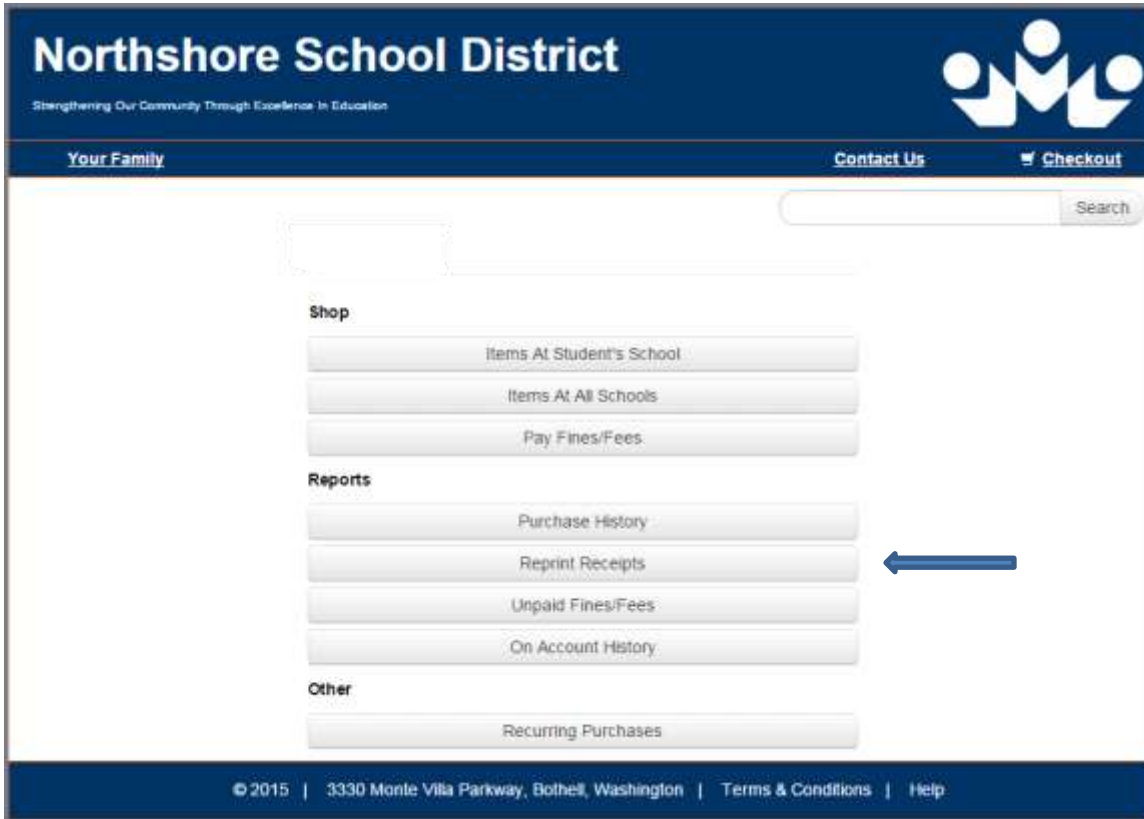 Northshore School District
Strengthening Our Community Through Excellence In Education
Your Family Contact Us Checkout
Search
Shop
Items At Student's School
Items At All Schools
Pay Fines/Fees
Reports
Purchase History
Reprint Receipts
Unpaid Fines/Fees
On Account History
Other
Recurring Purchases
© 2015 | 3330 Monte Villa Parkway, Bothell, Washington | Terms & Conditions | Help